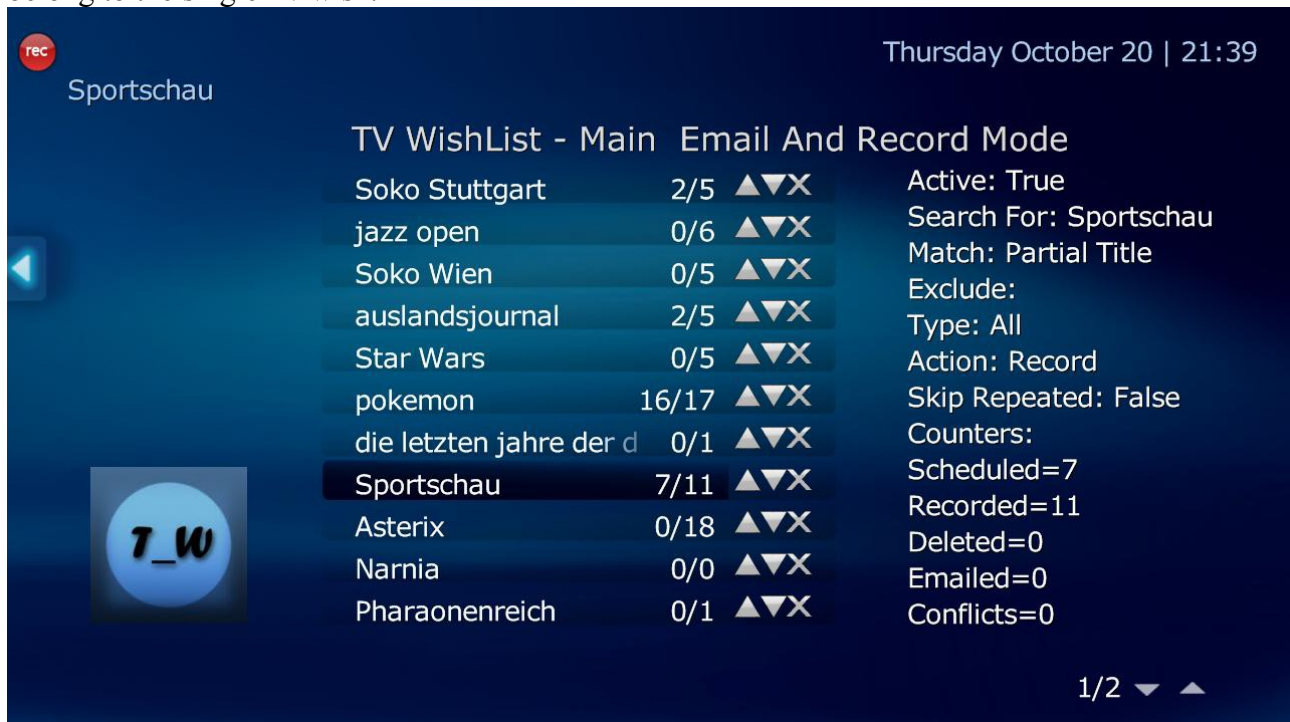 rec
Thursday October 20 | 21:39
Sportschau
TV WishList - Main Email And Record Mode
Soko Stuttgart 2/5
jazz open 0/6
Soko Wien 0/5
auslandsjournal 2/5
Star Wars 0/5
pokemon 16/17
die letzten jahre der d 0/1
Sportschau 7/11
Asterix 0/18
Narnia 0/0
Pharaonenreich 0/1
Active: True
Search For: Sportschau
Match: Partial Title
Exclude:
Type: All
Action: Record
Skip Repeated: False
Counters:
Scheduled=7
Recorded=11
Deleted=0
Emailed=0
Conflicts=0
T_W
1/2